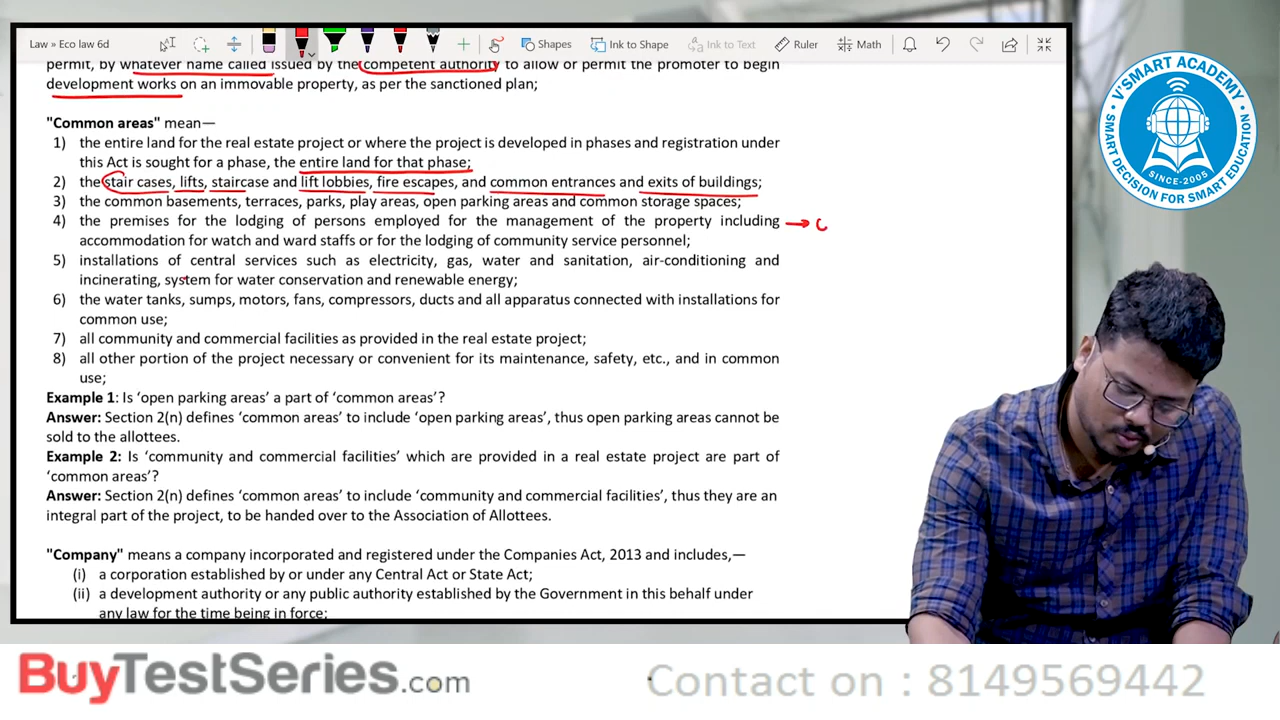 Law » Eco law 6d
Shapes
Ink to Shape
Ink to Text
Ruler
Math
permit, by whatever name called issued by the competent authority to allow or permit the promoter to begin
development works on an immovable property, as per the sanctioned plan;
"Common areas" mean—
1) the entire land for the real estate project or where the project is developed in phases and registration under
this Act is sought for a phase, the entire land for that phase;
2) the stair cases, lifts, staircase and lift lobbies, fire escapes, and common entrances and exits of buildings;
3) the common basements, terraces, parks, play areas, open parking areas and common storage spaces;
4) the premises for the lodging of persons employed for the management of the property including
accommodation for watch and ward staffs or for the lodging of community service personnel;
5) installations of central services such as electricity, gas, water and sanitation, air-conditioning and
incinerating, system for water conservation and renewable energy;
6) the water tanks, sumps, motors, fans, compressors, ducts and all apparatus connected with installations for
common use;
7) all community and commercial facilities as provided in the real estate project;
8) all other portion of the project necessary or convenient for its maintenance, safety, etc., and in common
use;
Example 1: Is ‘open parking areas’ a part of ‘common areas’?
Answer: Section 2(n) defines ‘common areas’ to include ‘open parking areas’, thus open parking areas cannot be
sold to the allottees.
Example 2: Is ‘community and commercial facilities’ which are provided in a real estate project are part of
‘common areas’?
Answer: Section 2(n) defines ‘common areas’ to include ‘community and commercial facilities’, thus they are an
integral part of the project, to be handed over to the Association of Allottees.
"Company" means a company incorporated and registered under the Companies Act, 2013 and includes,—
(i) a corporation established by or under any Central Act or State Act;
(ii) a development authority or any public authority established by the Government in this behalf under
any law for the time being in force;
V'SMART ACADEMY
SINCE-2005
SMART DECISION FOR SMART EDUCATION
BuyTestSeries.com
Contact on : 8149569442